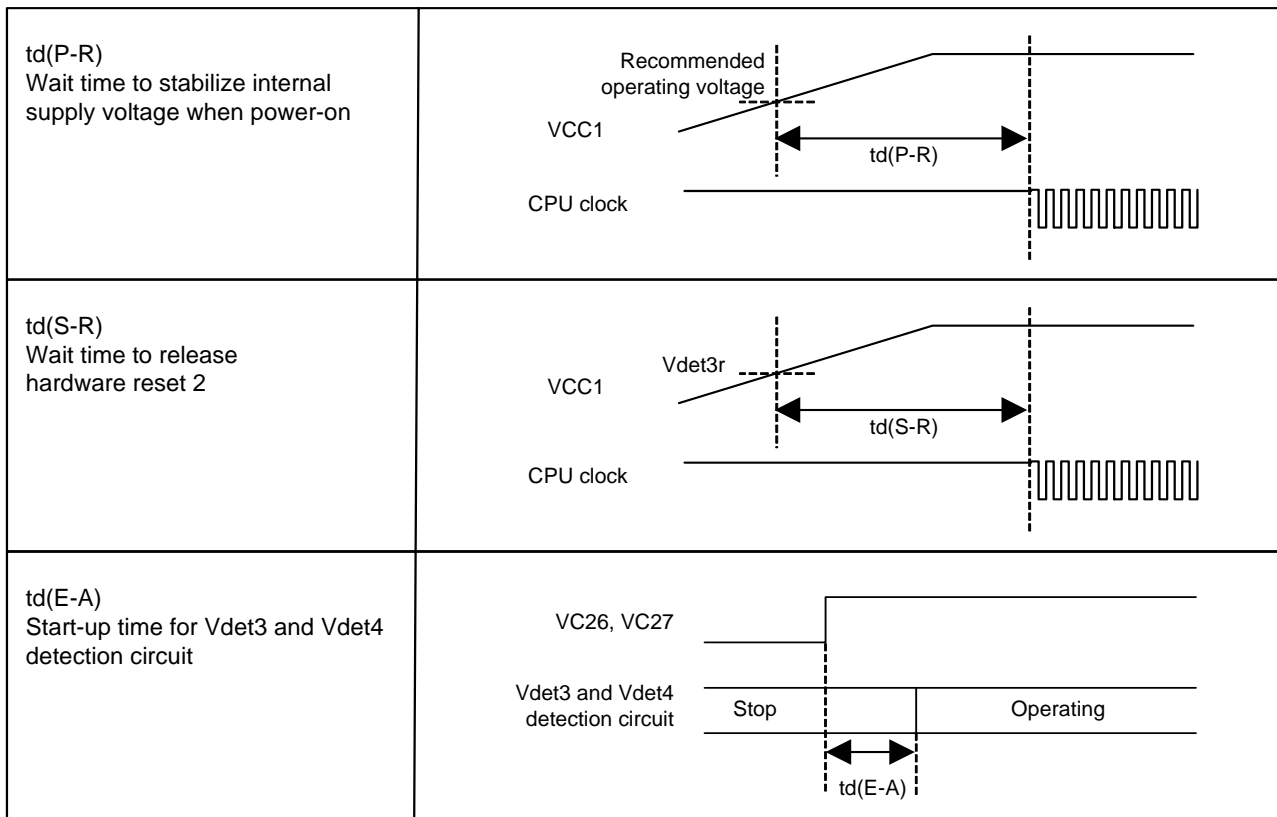 td(P-R)
Wait time to stabilize internal
supply voltage when power-on
Recommended
operating voltage
VCC1
td(P-R)
CPU clock
td(S-R)
Wait time to release
hardware reset 2
Vdet3r
VCC1
td(S-R)
CPU clock
td(E-A)
Start-up time for Vdet3 and Vdet4
detection circuit
VC26, VC27
Vdet3 and Vdet4
detection circuit
Stop
Operating
td(E-A)